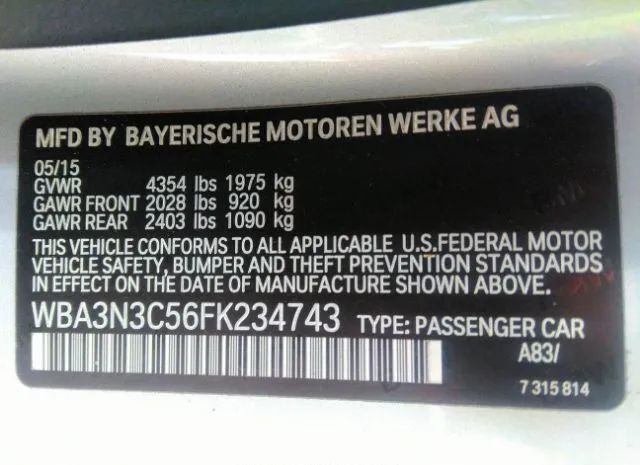 MFD BY BAYERISCHE MOTOREN WERKE AG
05/15
GVWR 4354 lbs 1975 kg
GAWR FRONT 2028 lbs 920 kg
GAWR REAR 2403 lbs 1090 kg
THIS VEHICLE CONFORMS TO ALL APPLICABLE U.S.FEDERAL MOTOR
VEHICLE SAFETY, BUMPER AND THEFT PREVENTION STANDARDS
IN EFFECT ON THE DATE OF MANUFACTURE SHOWN ABOVE.
WBA3N3C56FK234743 TYPE: PASSENGER CAR
A83/
7 315 814